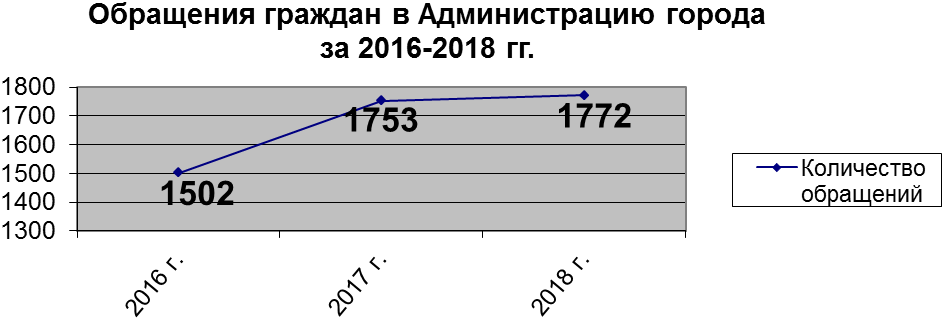 Обращения граждан в Администрацию города
за 2016-2018 гг.
1800
1700
1600
1500
1400
1300
1502
1753
1772
2016 г.
2017 г.
2018 г.
Количество
обращений